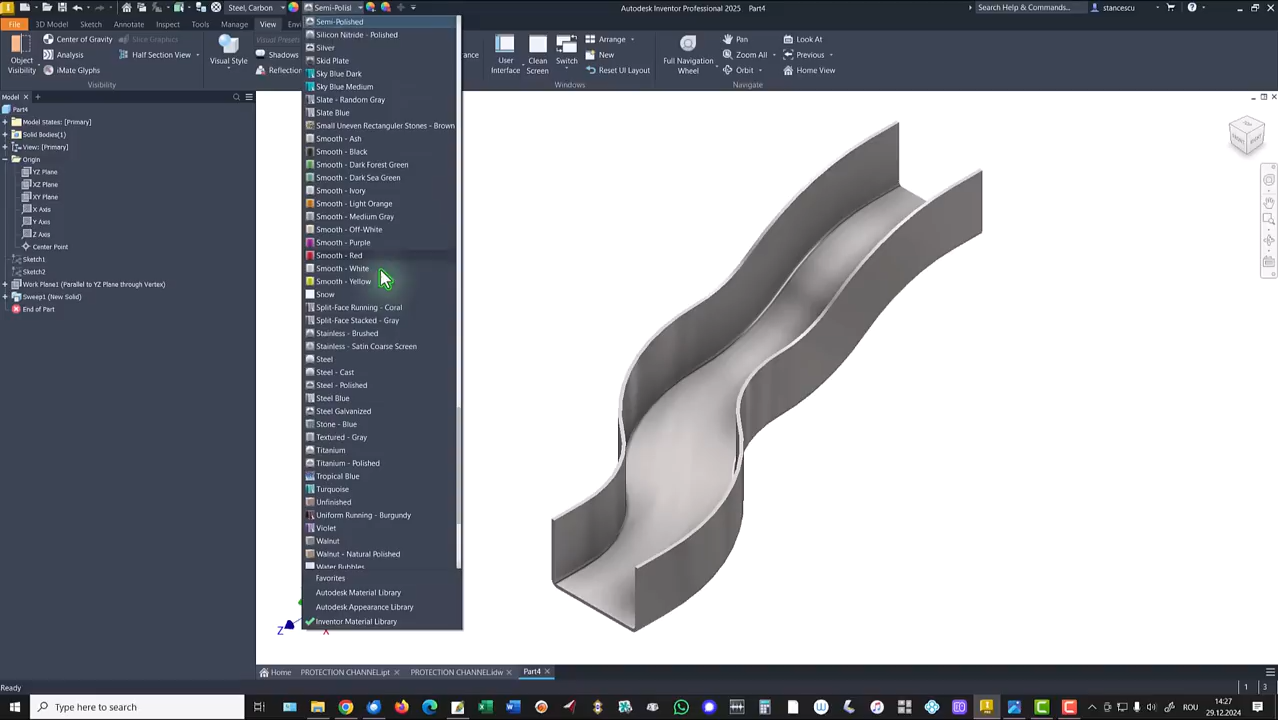 Steel, Carbon
Semi-Polisl
Autodesk Inventor Professional 2025   Part4
Search Help & Commands...
stancescu
File
3D Model
Sketch
Annotate
Inspect
Tools
Manage
View
Envi
Object Visibility
Center of Gravity
Analysis
iMate Glyphs
Slice Graphics
Half Section View
Visibility
Visual Style
Visual Presets
Shadows
Reflection
User Interface
Clean Screen
Switch
Arrange
New
Reset UI Layout
Windows
Full Navigation Wheel
Pan
Zoom All
Orbit
Look At
Previous
Home View
Navigate
Model
Part4
Model States: [Primary]
Solid Bodies(1)
View: [Primary]
Origin
YZ Plane
XZ Plane
XY Plane
X Axis
Y Axis
Z Axis
Center Point
Sketch1
Sketch2
Work Plane1 (Parallel to YZ Plane through Vertex)
Sweep1 (New Solid)
End of Part
Semi-Polished
Silicon Nitride - Polished
Silver
Skid Plate
Sky Blue Dark
Sky Blue Medium
Slate - Random Gray
Slate Blue
Small Uneven Rectanguler Stones - Brown
Smooth - Ash
Smooth - Black
Smooth - Dark Forest Green
Smooth - Dark Sea Green
Smooth - Ivory
Smooth - Light Orange
Smooth - Medium Gray
Smooth - Off-White
Smooth - Purple
Smooth - Red
Smooth - White
Smooth - Yellow
Snow
Split-Face Running - Coral
Split-Face Stacked - Gray
Stainless - Brushed
Stainless - Satin Coarse Screen
Steel
Steel - Cast
Steel - Polished
Steel Blue
Steel Galvanized
Stone - Blue
Textured - Gray
Titanium
Titanium - Polished
Tropical Blue
Turquoise
Unfinished
Uniform Running - Burgundy
Violet
Walnut
Walnut - Natural Polished
Water Bubbles
Favorites
Autodesk Material Library
Autodesk Appearance Library
Inventor Material Library
Z
X
Home
PROTECTION CHANNEL.ipt
PROTECTION CHANNEL.idw
Part4
Ready
1
3
Type here to search
ROU
14:27
29.12.2024